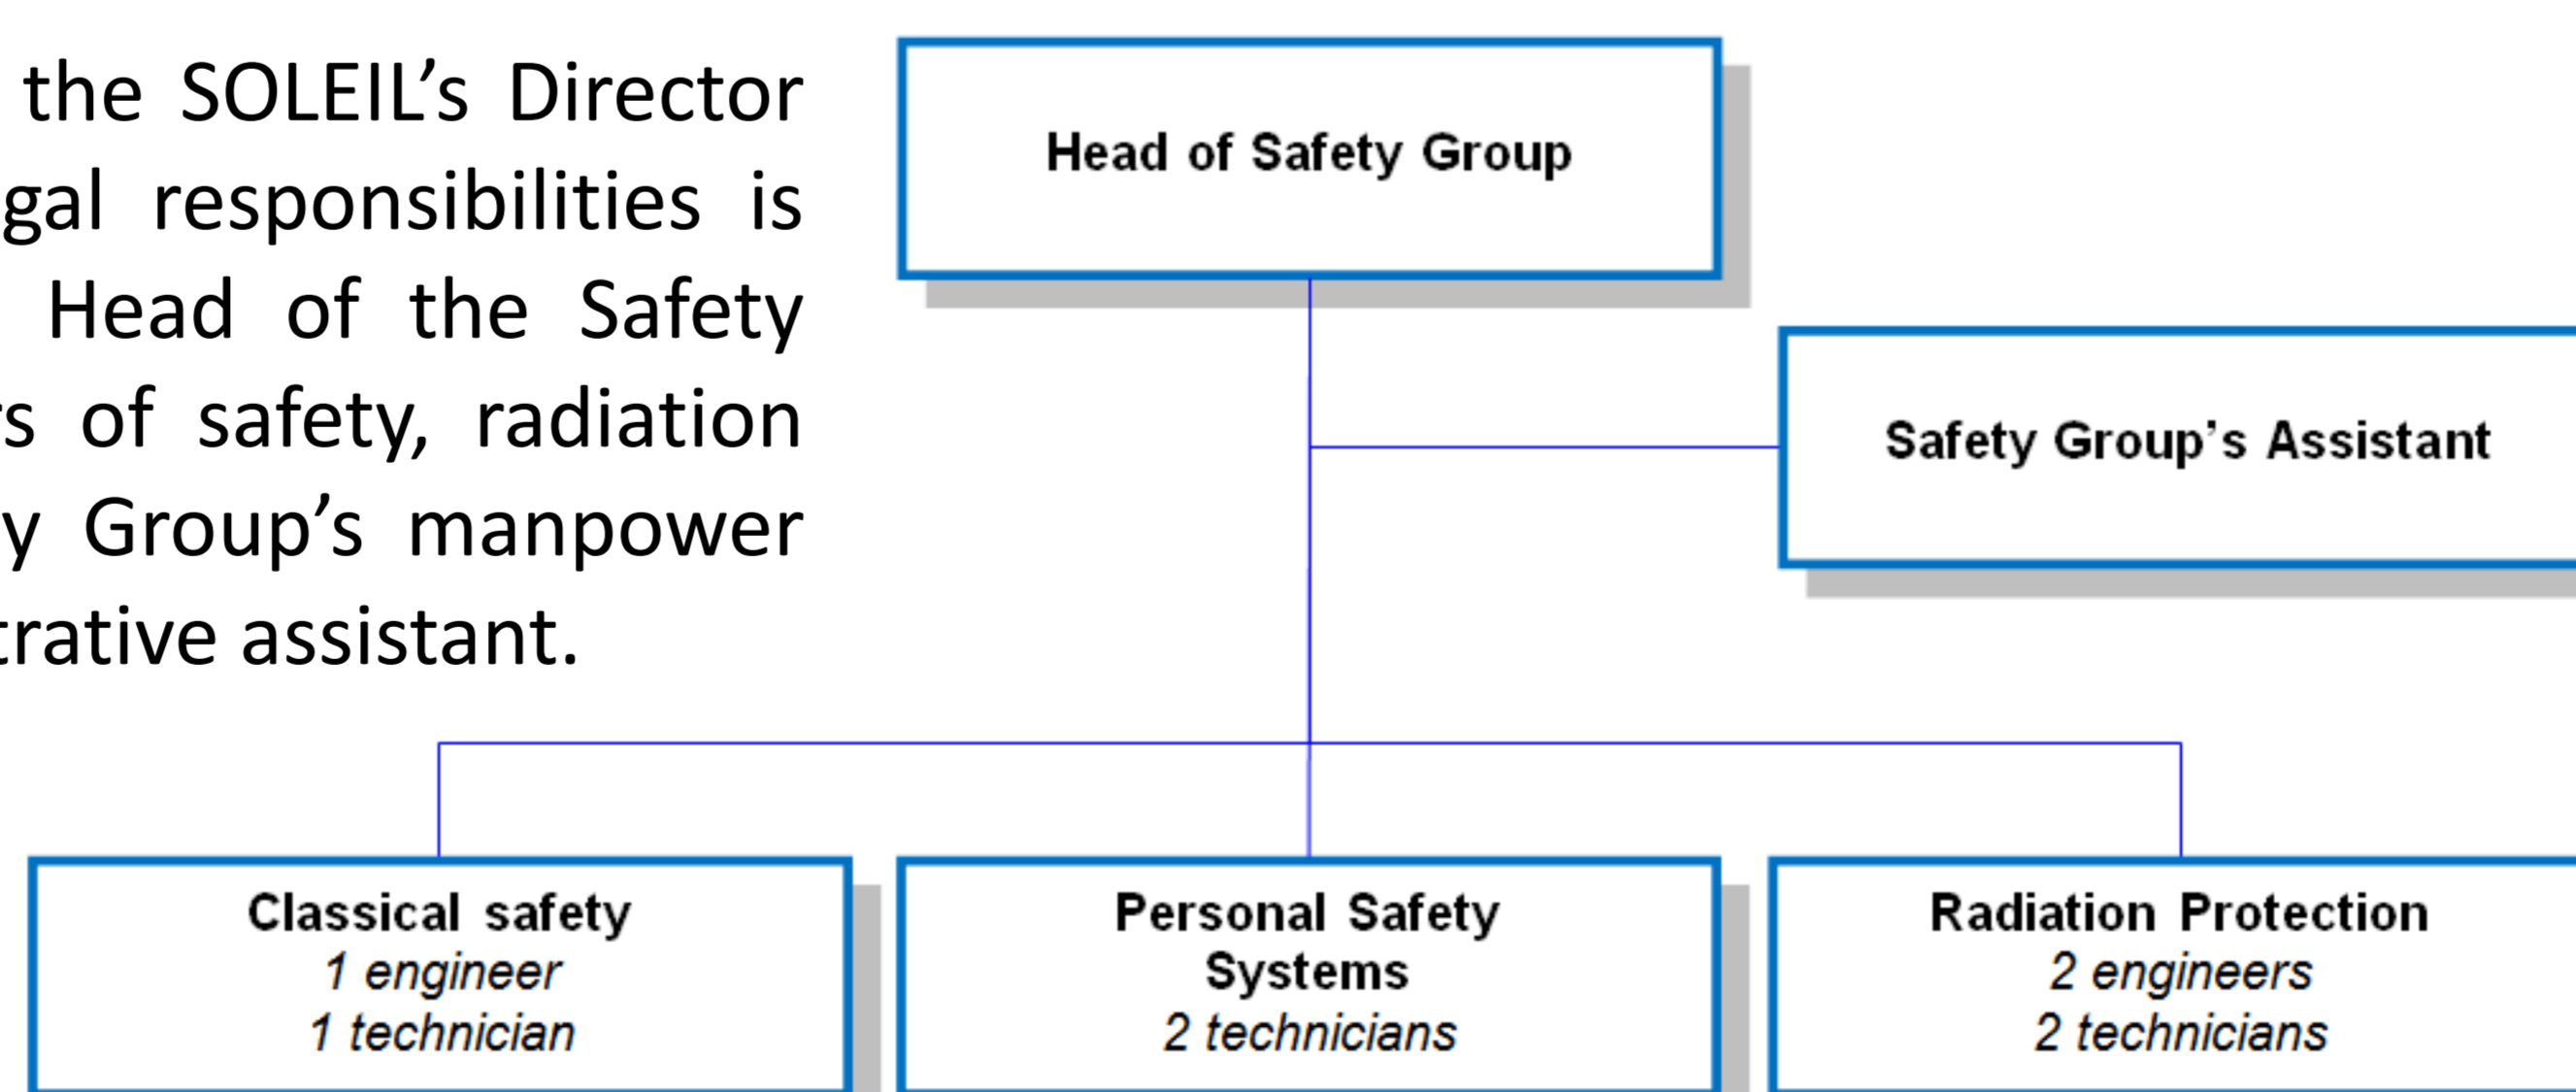 the SOLEIL’s Director
gal responsibilities is
Head of the Safety
rs of safety, radiation
y Group’s manpower
trative assistant.
Head of Safety Group
Safety Group’s Assistant
Classical safety
1 engineer
1 technician
Personal Safety
Systems
2 technicians
Radiation Protection
2 engineers
2 technicians